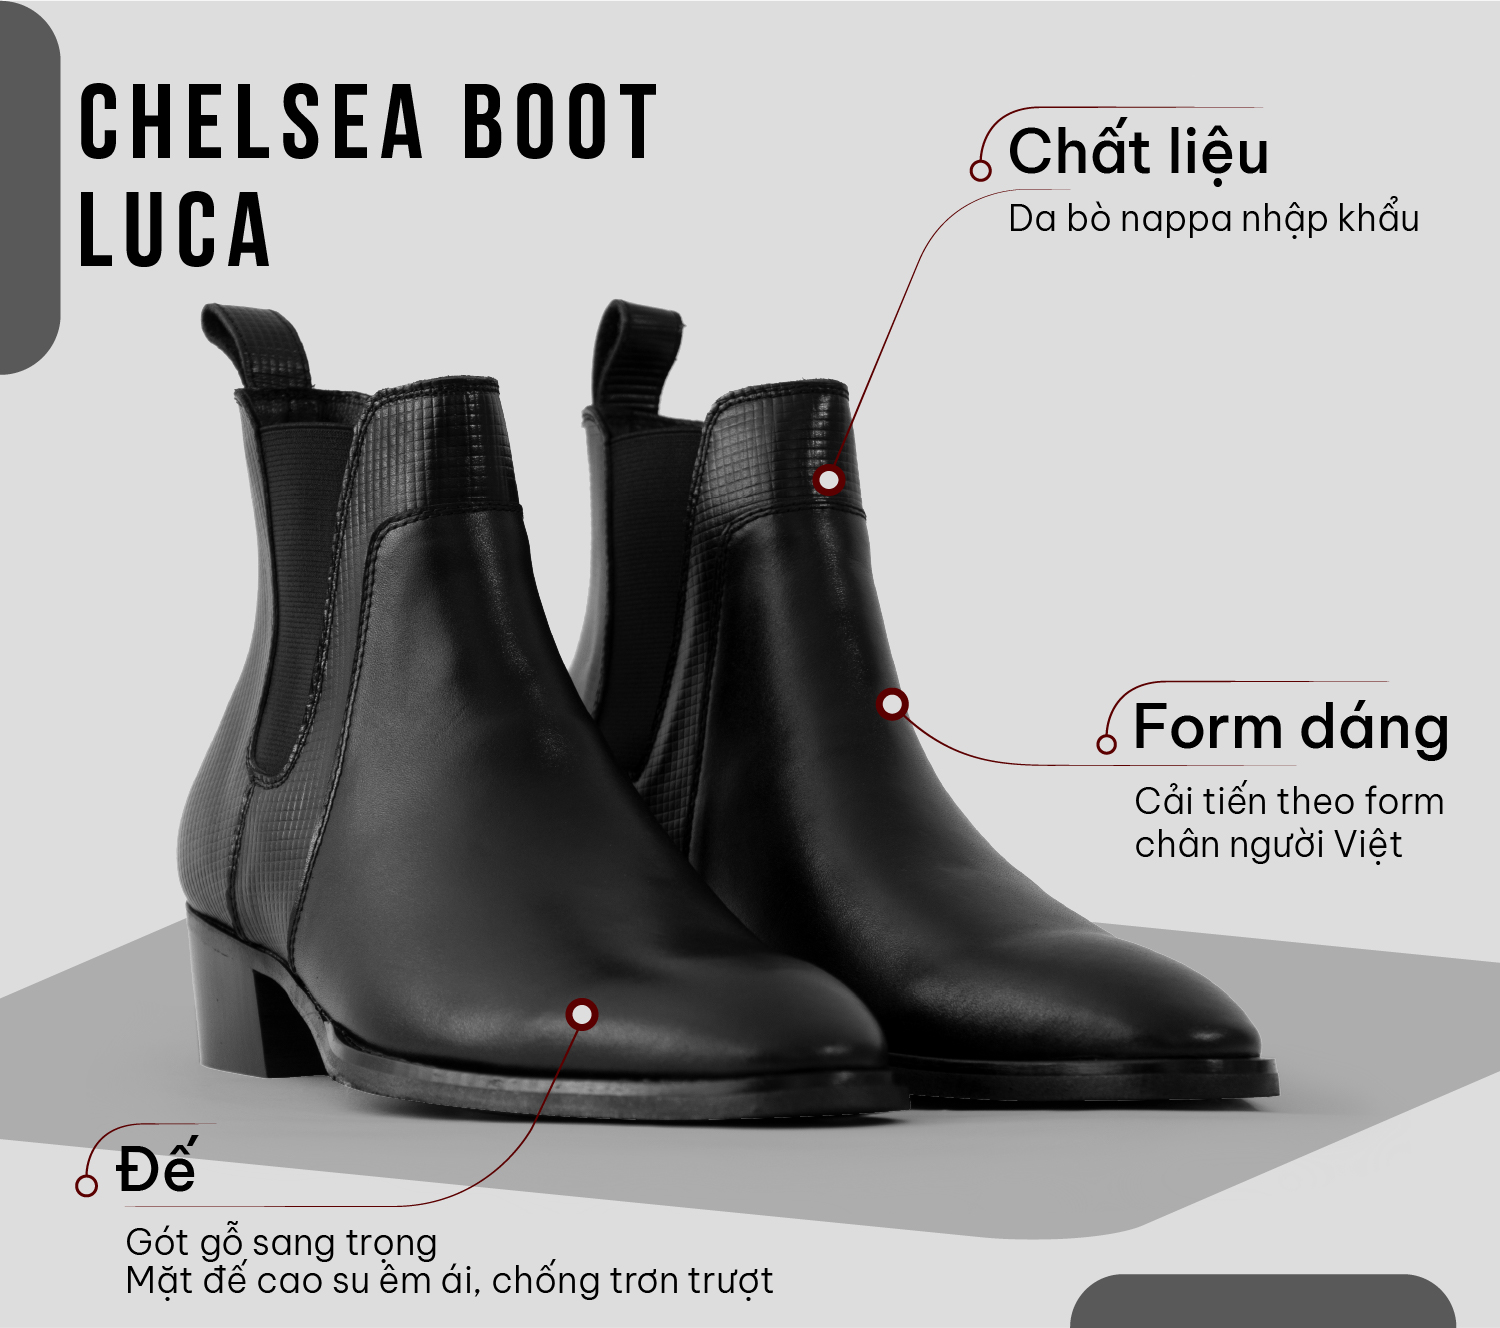 CHELSEA BOOT
LUCA
Chất liệu
Da bò nappa nhập khẩu
Form dáng
Cải tiến theo form
chân người Việt
Đế
Gót gỗ sang trọng
Mặt đế cao su êm ái, chống trơn trượt